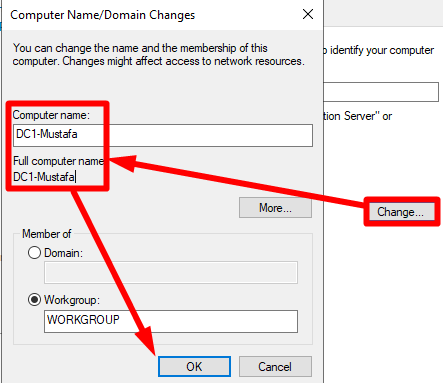 Computer Name/Domain Changes
You can change the name and the membership of this
computer. Changes might affect access to network resources.
identify your computer
Computer name:
DC1-Mustafa
tion Server" or
Full computer name
DC1-Mustafa
More...
Change...
Member of
Domain:
Workgroup:
WORKGROUP
OK
Cancel